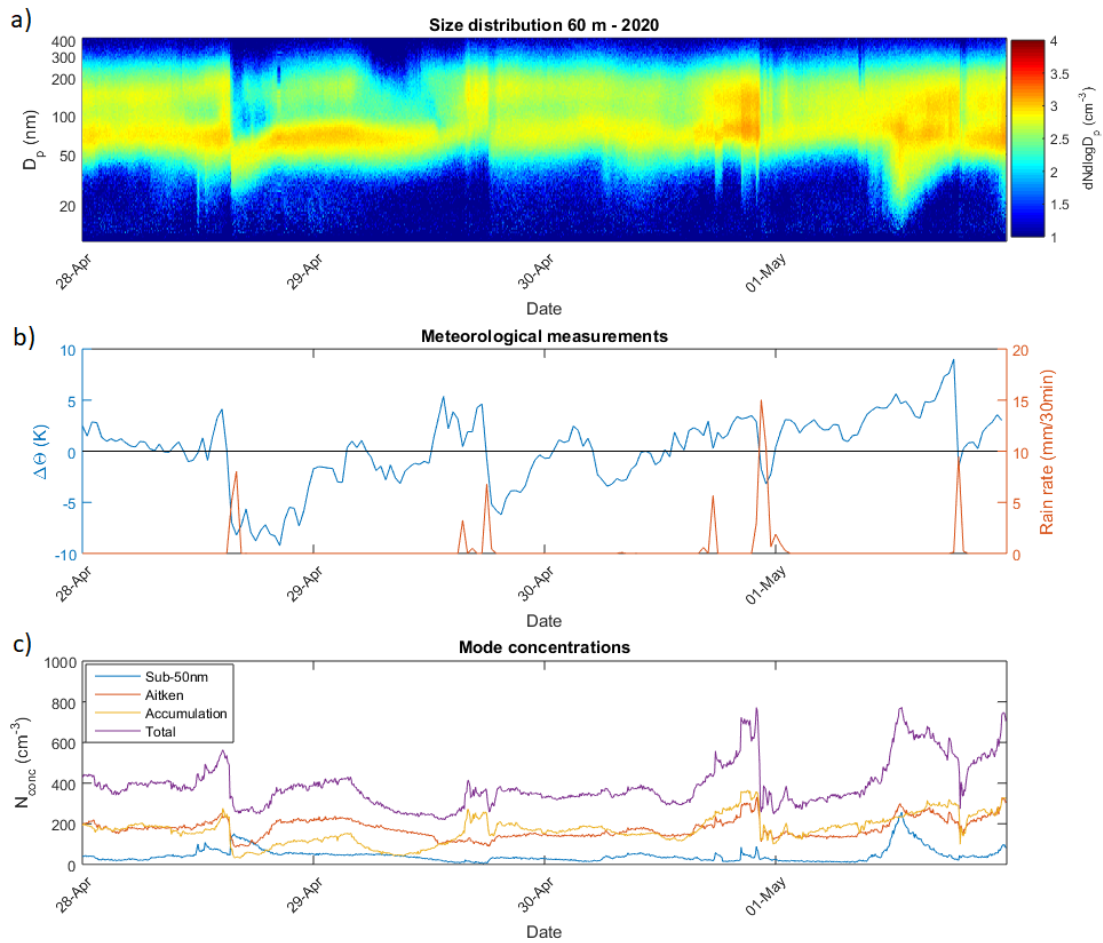 a)
Size distribution 60 m - 2020
400
300
200
100
50
20
D_p (nm)
4
3.5
3
2.5
2
1.5
1
dNdlogD_p (cm^-3)
28-Apr
29-Apr
30-Apr
01-May
Date
b)
Meteorological measurements
10
5
0
-5
-10
ΔΘ (K)
20
15
10
5
0
Rain rate (mm/30min)
28-Apr
29-Apr
30-Apr
01-May
Date
c)
Mode concentrations
1000
800
600
400
200
0
N_conc (cm^-3)
Sub-50nm
Aitken
Accumulation
Total
28-Apr
29-Apr
30-Apr
01-May
Date